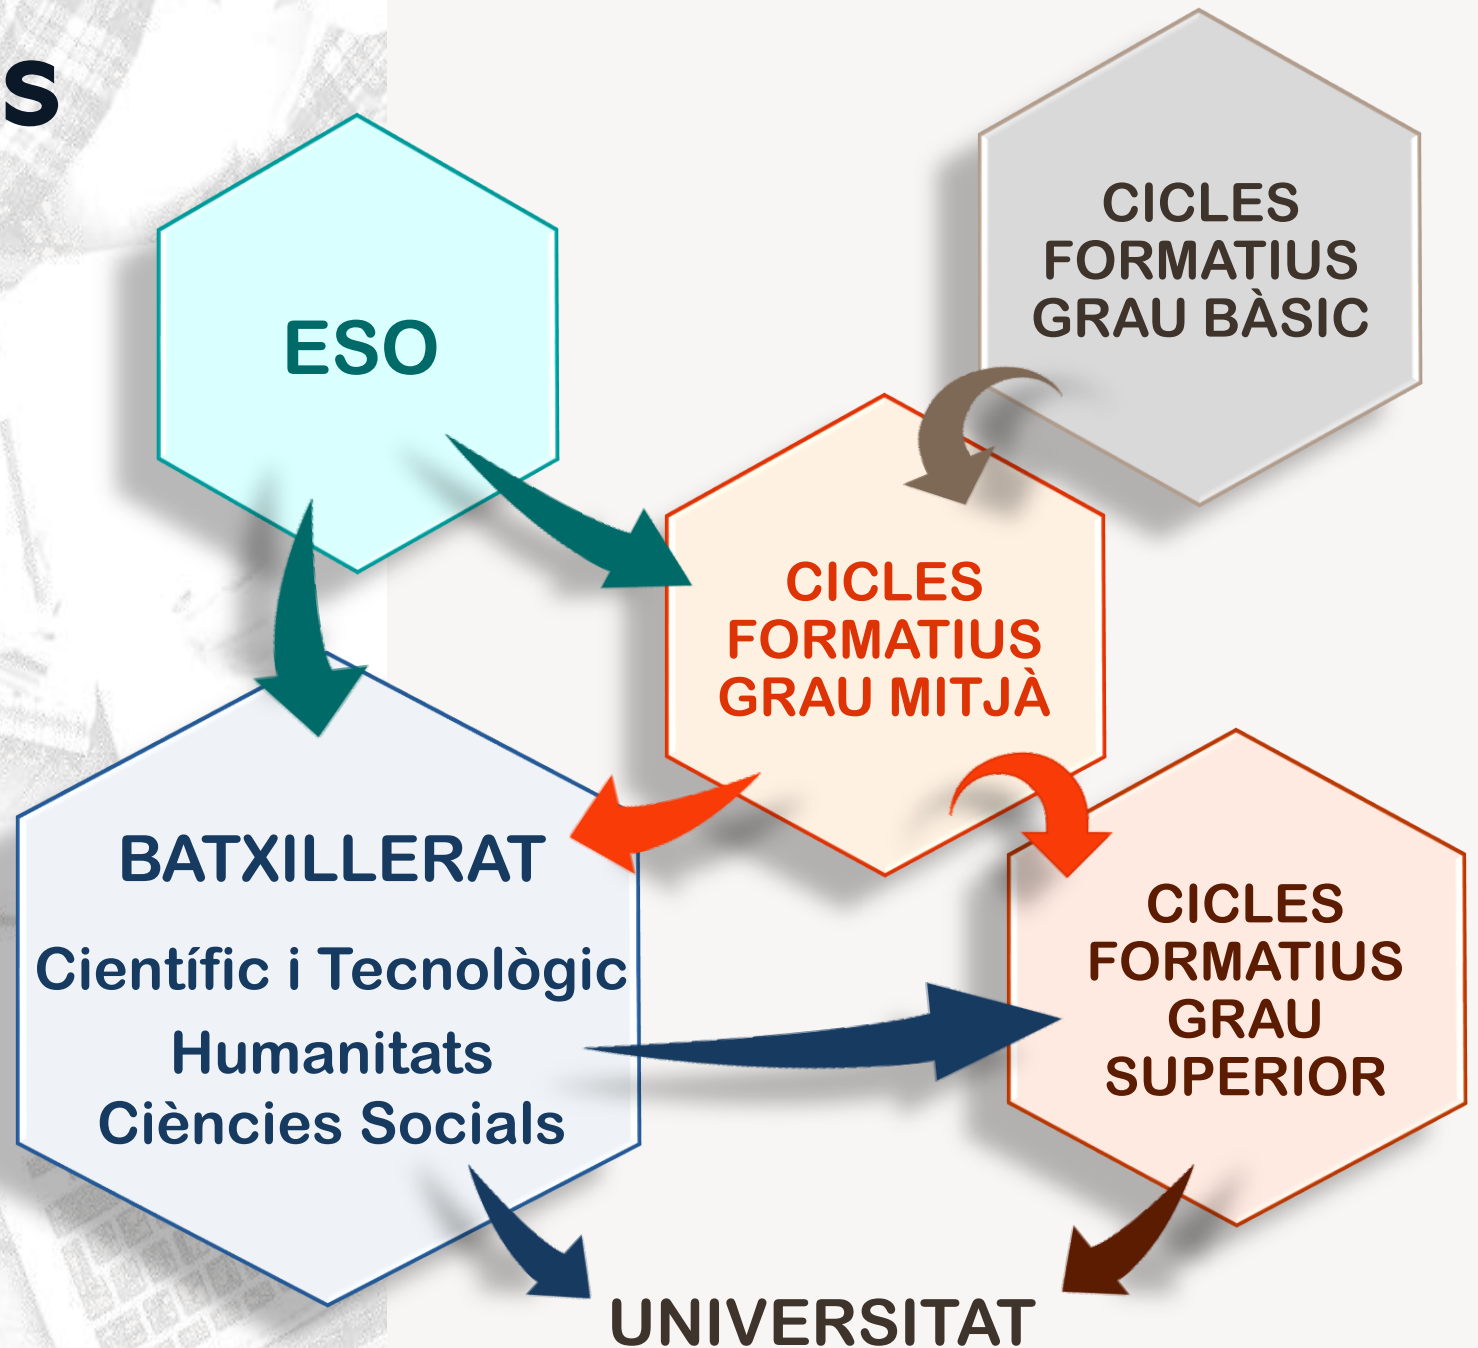 s
CICLES
FORMATIUS
GRAU BÀSIC
ESO
CICLES
FORMATIUS
GRAU MITJÀ
BATXILLERAT
Científic i Tecnològic
Humanitats
Ciències Socials
CICLES
FORMATIUS
GRAU
SUPERIOR
UNIVERSITAT